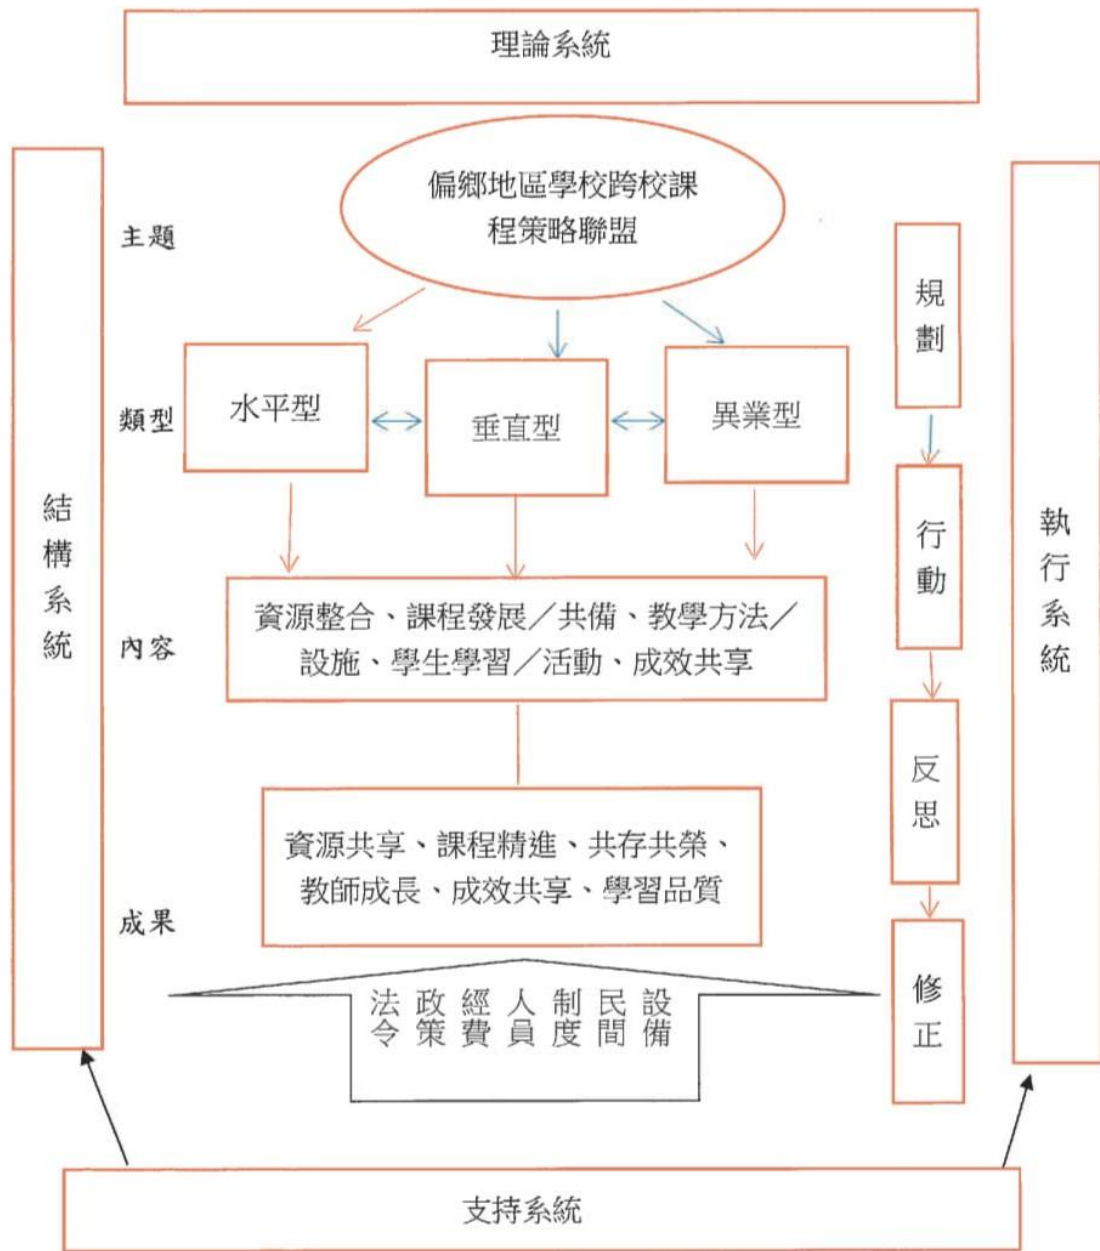 理論系統
偏鄉地區學校跨校課
程策略聯盟
主題
規劃
水平型
垂直型
異業型
類型
結構系統
行動
執行系統
資源整合、課程發展／共備、教學方法／
設施、學生學習／活動、成效共享
內容
反思
資源共享、課程精進、共存共榮、
教師成長、成效共享、學習品質
成果
法令
政策
經費
人員
制度
民間
設備
修正
支持系統